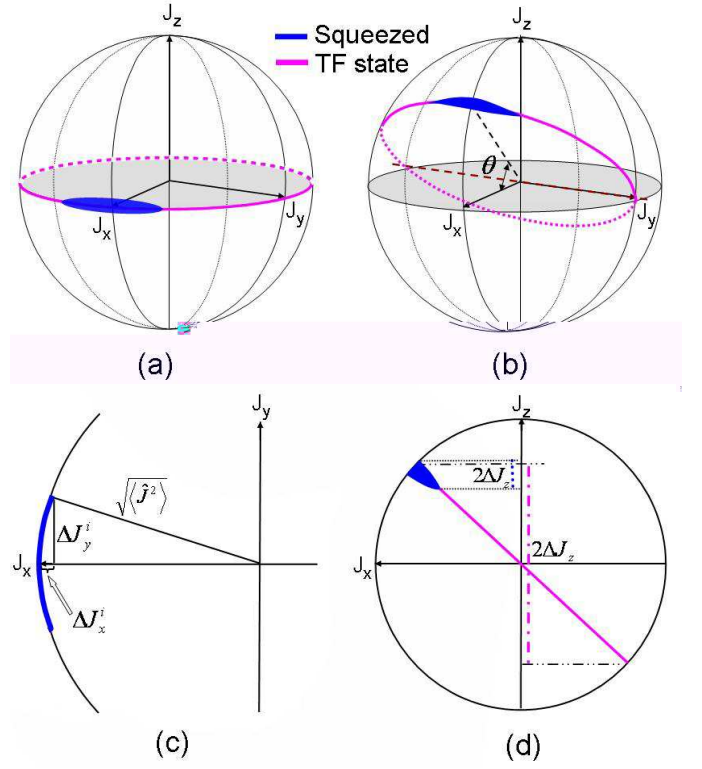 J_z
Squeezed
TF state
J_x
J_y
(a)
J_z
θ
J_x
J_y
(b)
J_y
√⟨Ĵ²⟩
ΔJ_y^i
J_x
ΔJ_x^i
(c)
J_z
2ΔJ_z
2ΔJ_z
J_x
(d)